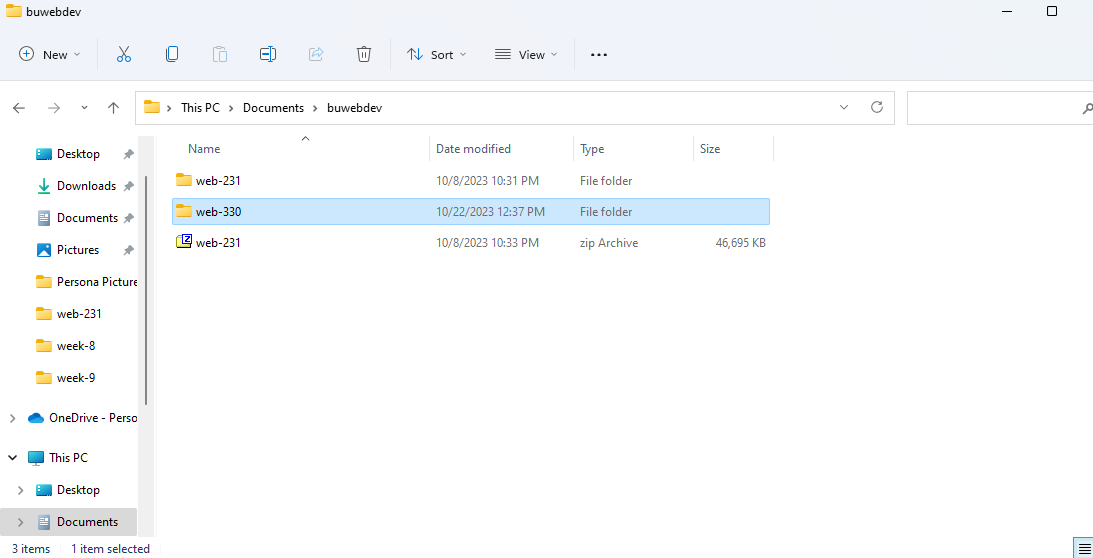 buwebdev
New Sort View
This PC Documents buwebdev
Name Date modified Type Size
web-231 10/8/2023 10:31 PM File folder
web-330 10/22/2023 12:37 PM File folder
Z web-231 10/8/2023 10:33 PM zip Archive 46,695 KB
Desktop
Downloads
Documents
Pictures
Persona Picture
web-231
week-8
week-9
OneDrive - Perso
This PC
Desktop
Documents
3 items 1 item selected